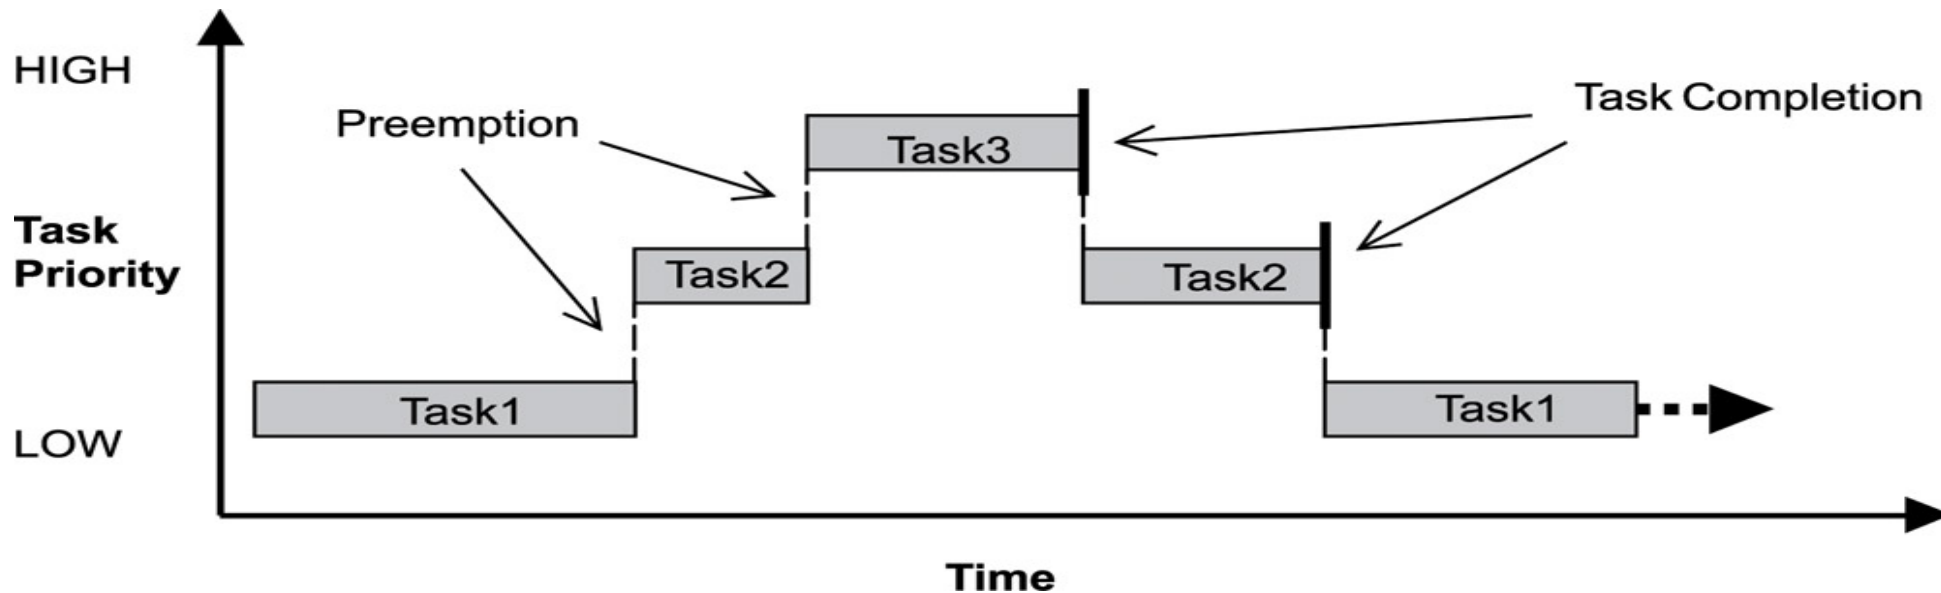 HIGH
Task Completion
Preemption
Task3
Task
Priority
Task2
Task2
Task1
Task1
LOW
Time